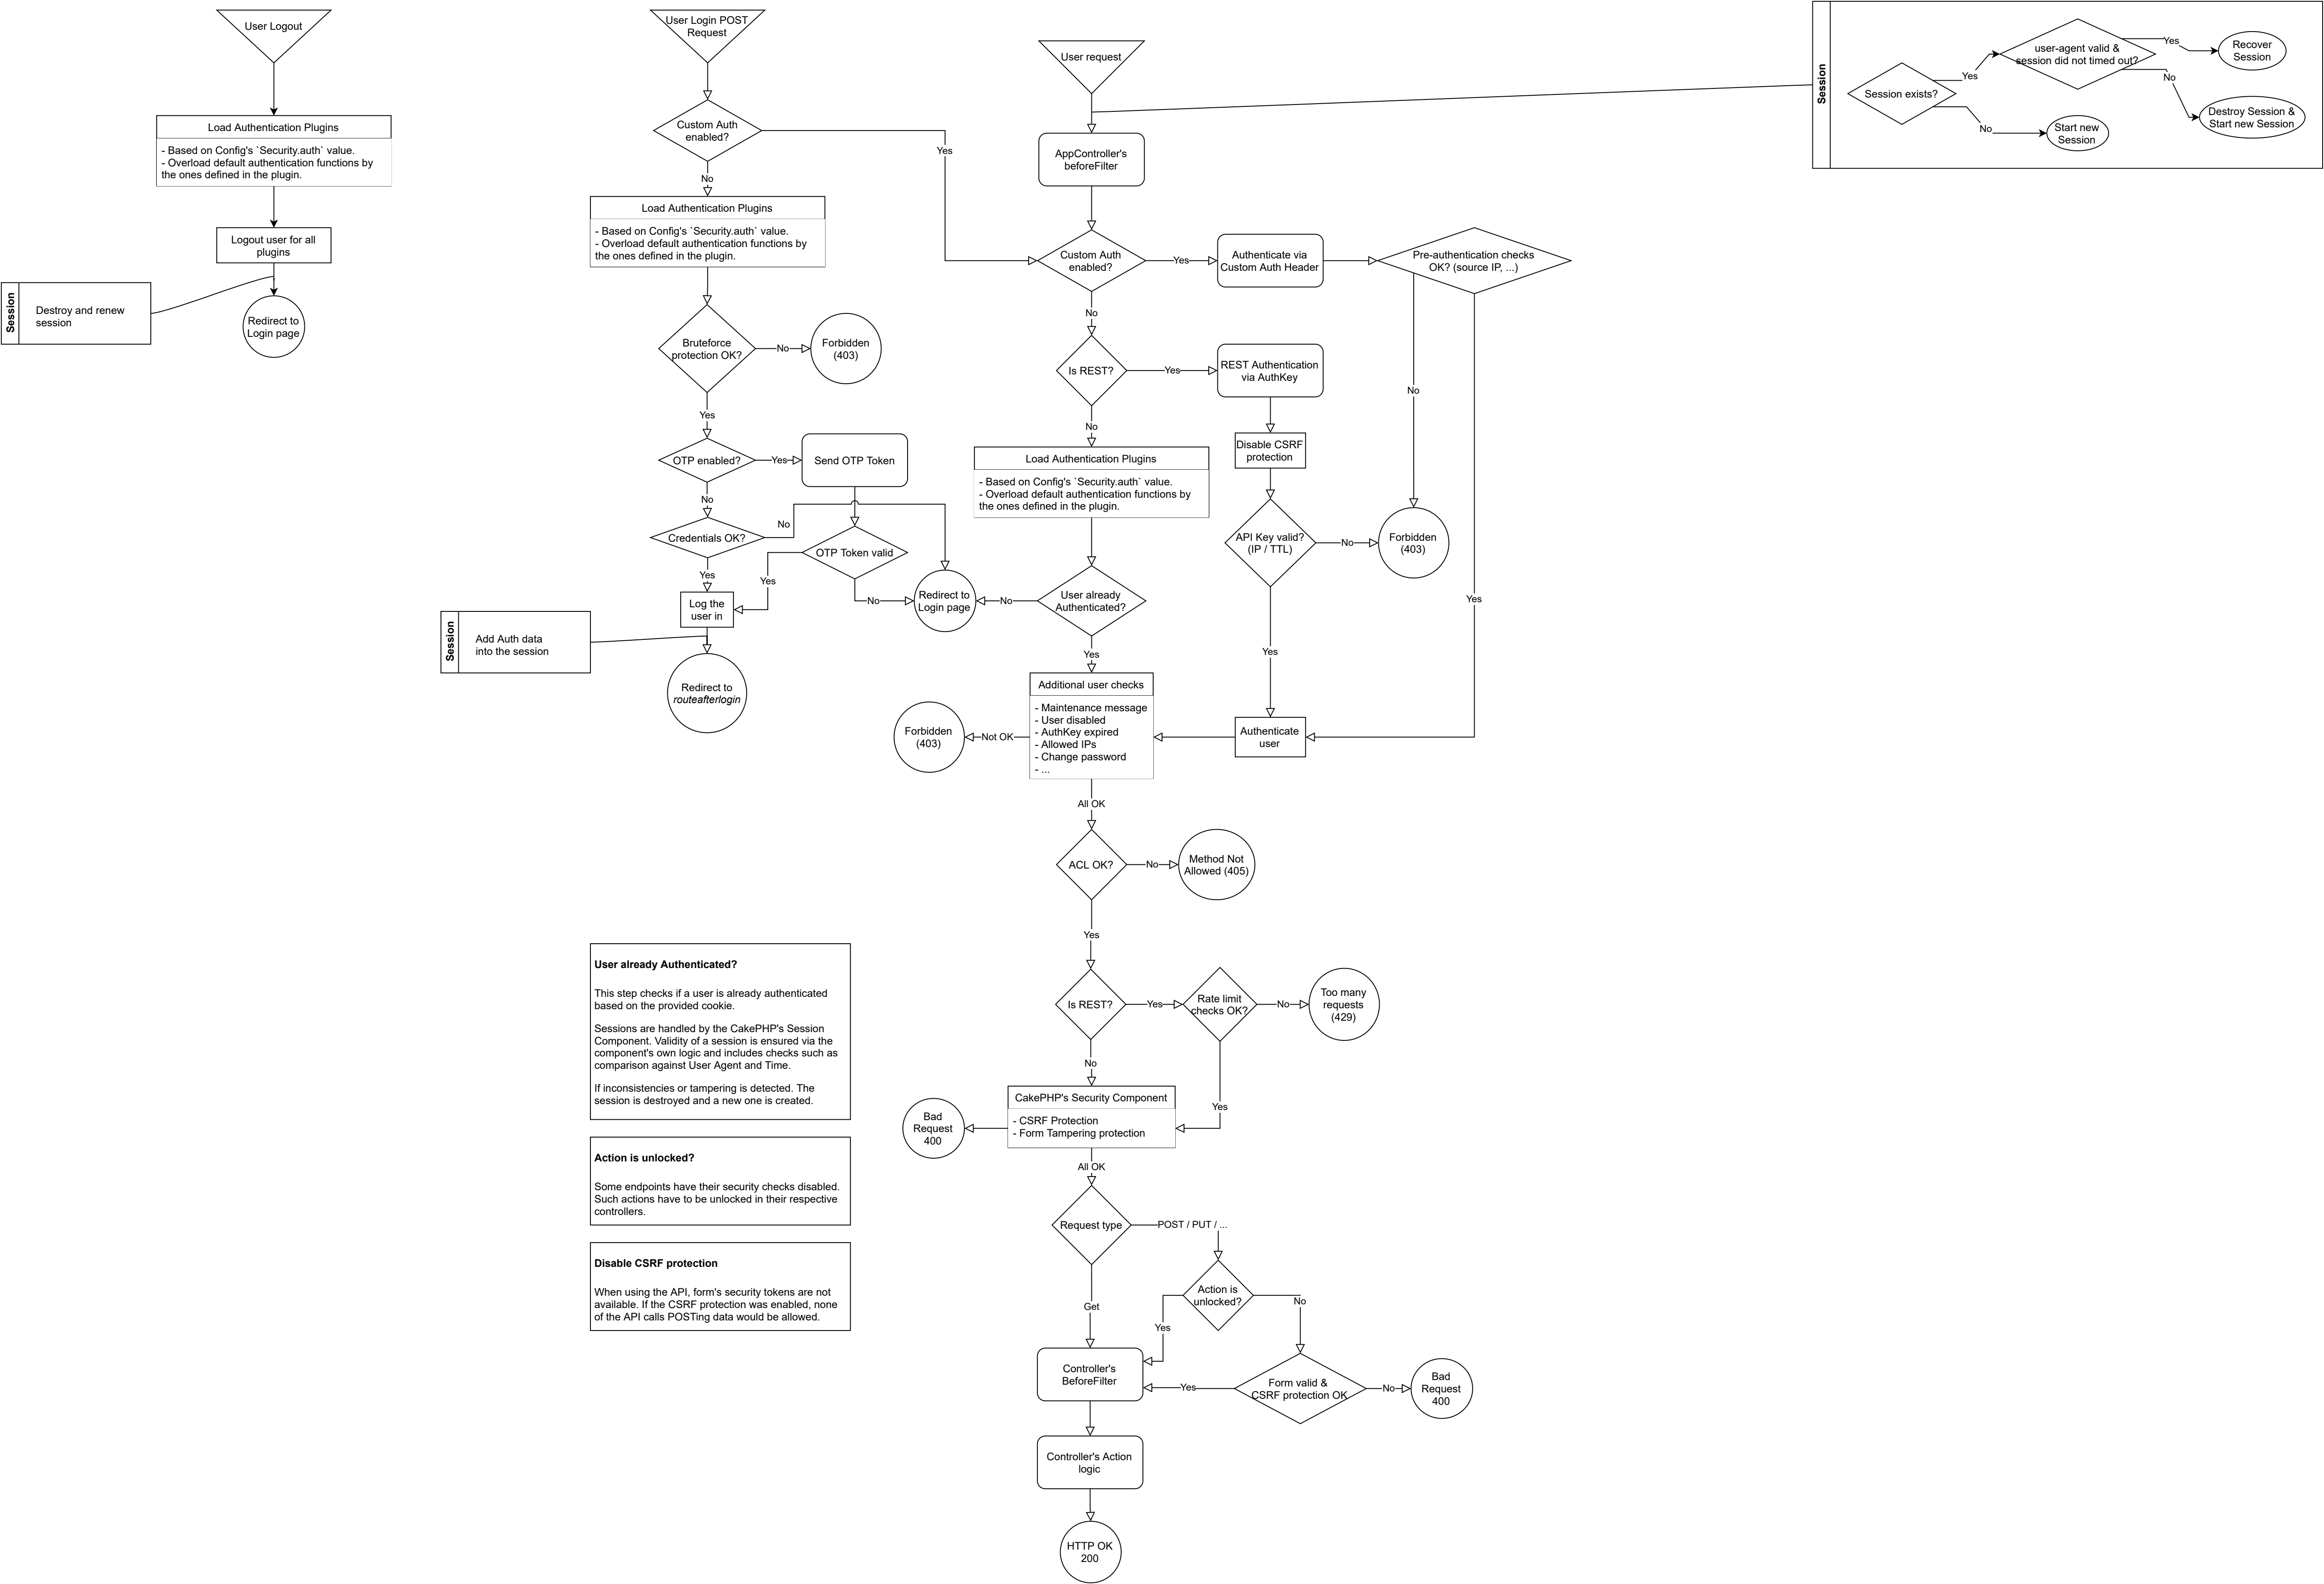 User Logout
Load Authentication Plugins
- Based on Config's `Security.auth` value.
- Overload default authentication functions by
the ones defined in the plugin.
Logout user for all
plugins
Session
Destroy and renew
session
Redirect to
Login page
User Login POST
Request
Custom Auth
enabled?
Yes
No
Load Authentication Plugins
- Based on Config's `Security.auth` value.
- Overload default authentication functions by
the ones defined in the plugin.
Bruteforce
protection OK?
No
Forbidden
(403)
Yes
OTP enabled?
Yes
Send OTP Token
No
Credentials OK?
No
OTP Token valid
Yes
Yes
No
Log the
user in
Redirect to
Login page
Session
Add Auth data
into the session
Redirect to
routeafterlogin
User request
AppController's
beforeFilter
Custom Auth
enabled?
Yes
Authenticate via
Custom Auth Header
Pre-authentication checks
OK? (source IP, ...)
No
Is REST?
Yes
REST Authentication
via AuthKey
No
No
Load Authentication Plugins
- Based on Config's `Security.auth` value.
- Overload default authentication functions by
the ones defined in the plugin.
Disable CSRF
protection
API Key valid?
(IP / TTL)
No
Forbidden
(403)
User already
Authenticated?
No
Yes
Yes
Yes
Additional user checks
- Maintenance message
- User disabled
- AuthKey expired
- Allowed IPs
- Change password
- ...
Not OK
Forbidden
(403)
Authenticate
user
All OK
ACL OK?
No
Method Not
Allowed (405)
Yes
Is REST?
Yes
Rate limit
checks OK?
No
Too many
requests
(429)
No
Yes
CakePHP's Security Component
- CSRF Protection
- Form Tampering protection
Bad
Request
400
All OK
Request type
POST / PUT / ...
Action is
unlocked?
Get
Yes
No
Controller's
BeforeFilter
Yes
Form valid &
CSRF protection OK
No
Bad
Request
400
Controller's Action
logic
HTTP OK
200
Session
Session exists?
Yes
No
user-agent valid &
session did not timed out?
Yes
No
Recover
Session
Destroy Session &
Start new Session
Start new
Session
User already Authenticated?
This step checks if a user is already authenticated
based on the provided cookie.
Sessions are handled by the CakePHP's Session
Component. Validity of a session is ensured via the
component's own logic and includes checks such as
comparison against User Agent and Time.
If inconsistencies or tampering is detected. The
session is destroyed and a new one is created.
Action is unlocked?
Some endpoints have their security checks disabled.
Such actions have to be unlocked in their respective
controllers.
Disable CSRF protection
When using the API, form's security tokens are not
available. If the CSRF protection was enabled, none
of the API calls POSTing data would be allowed.